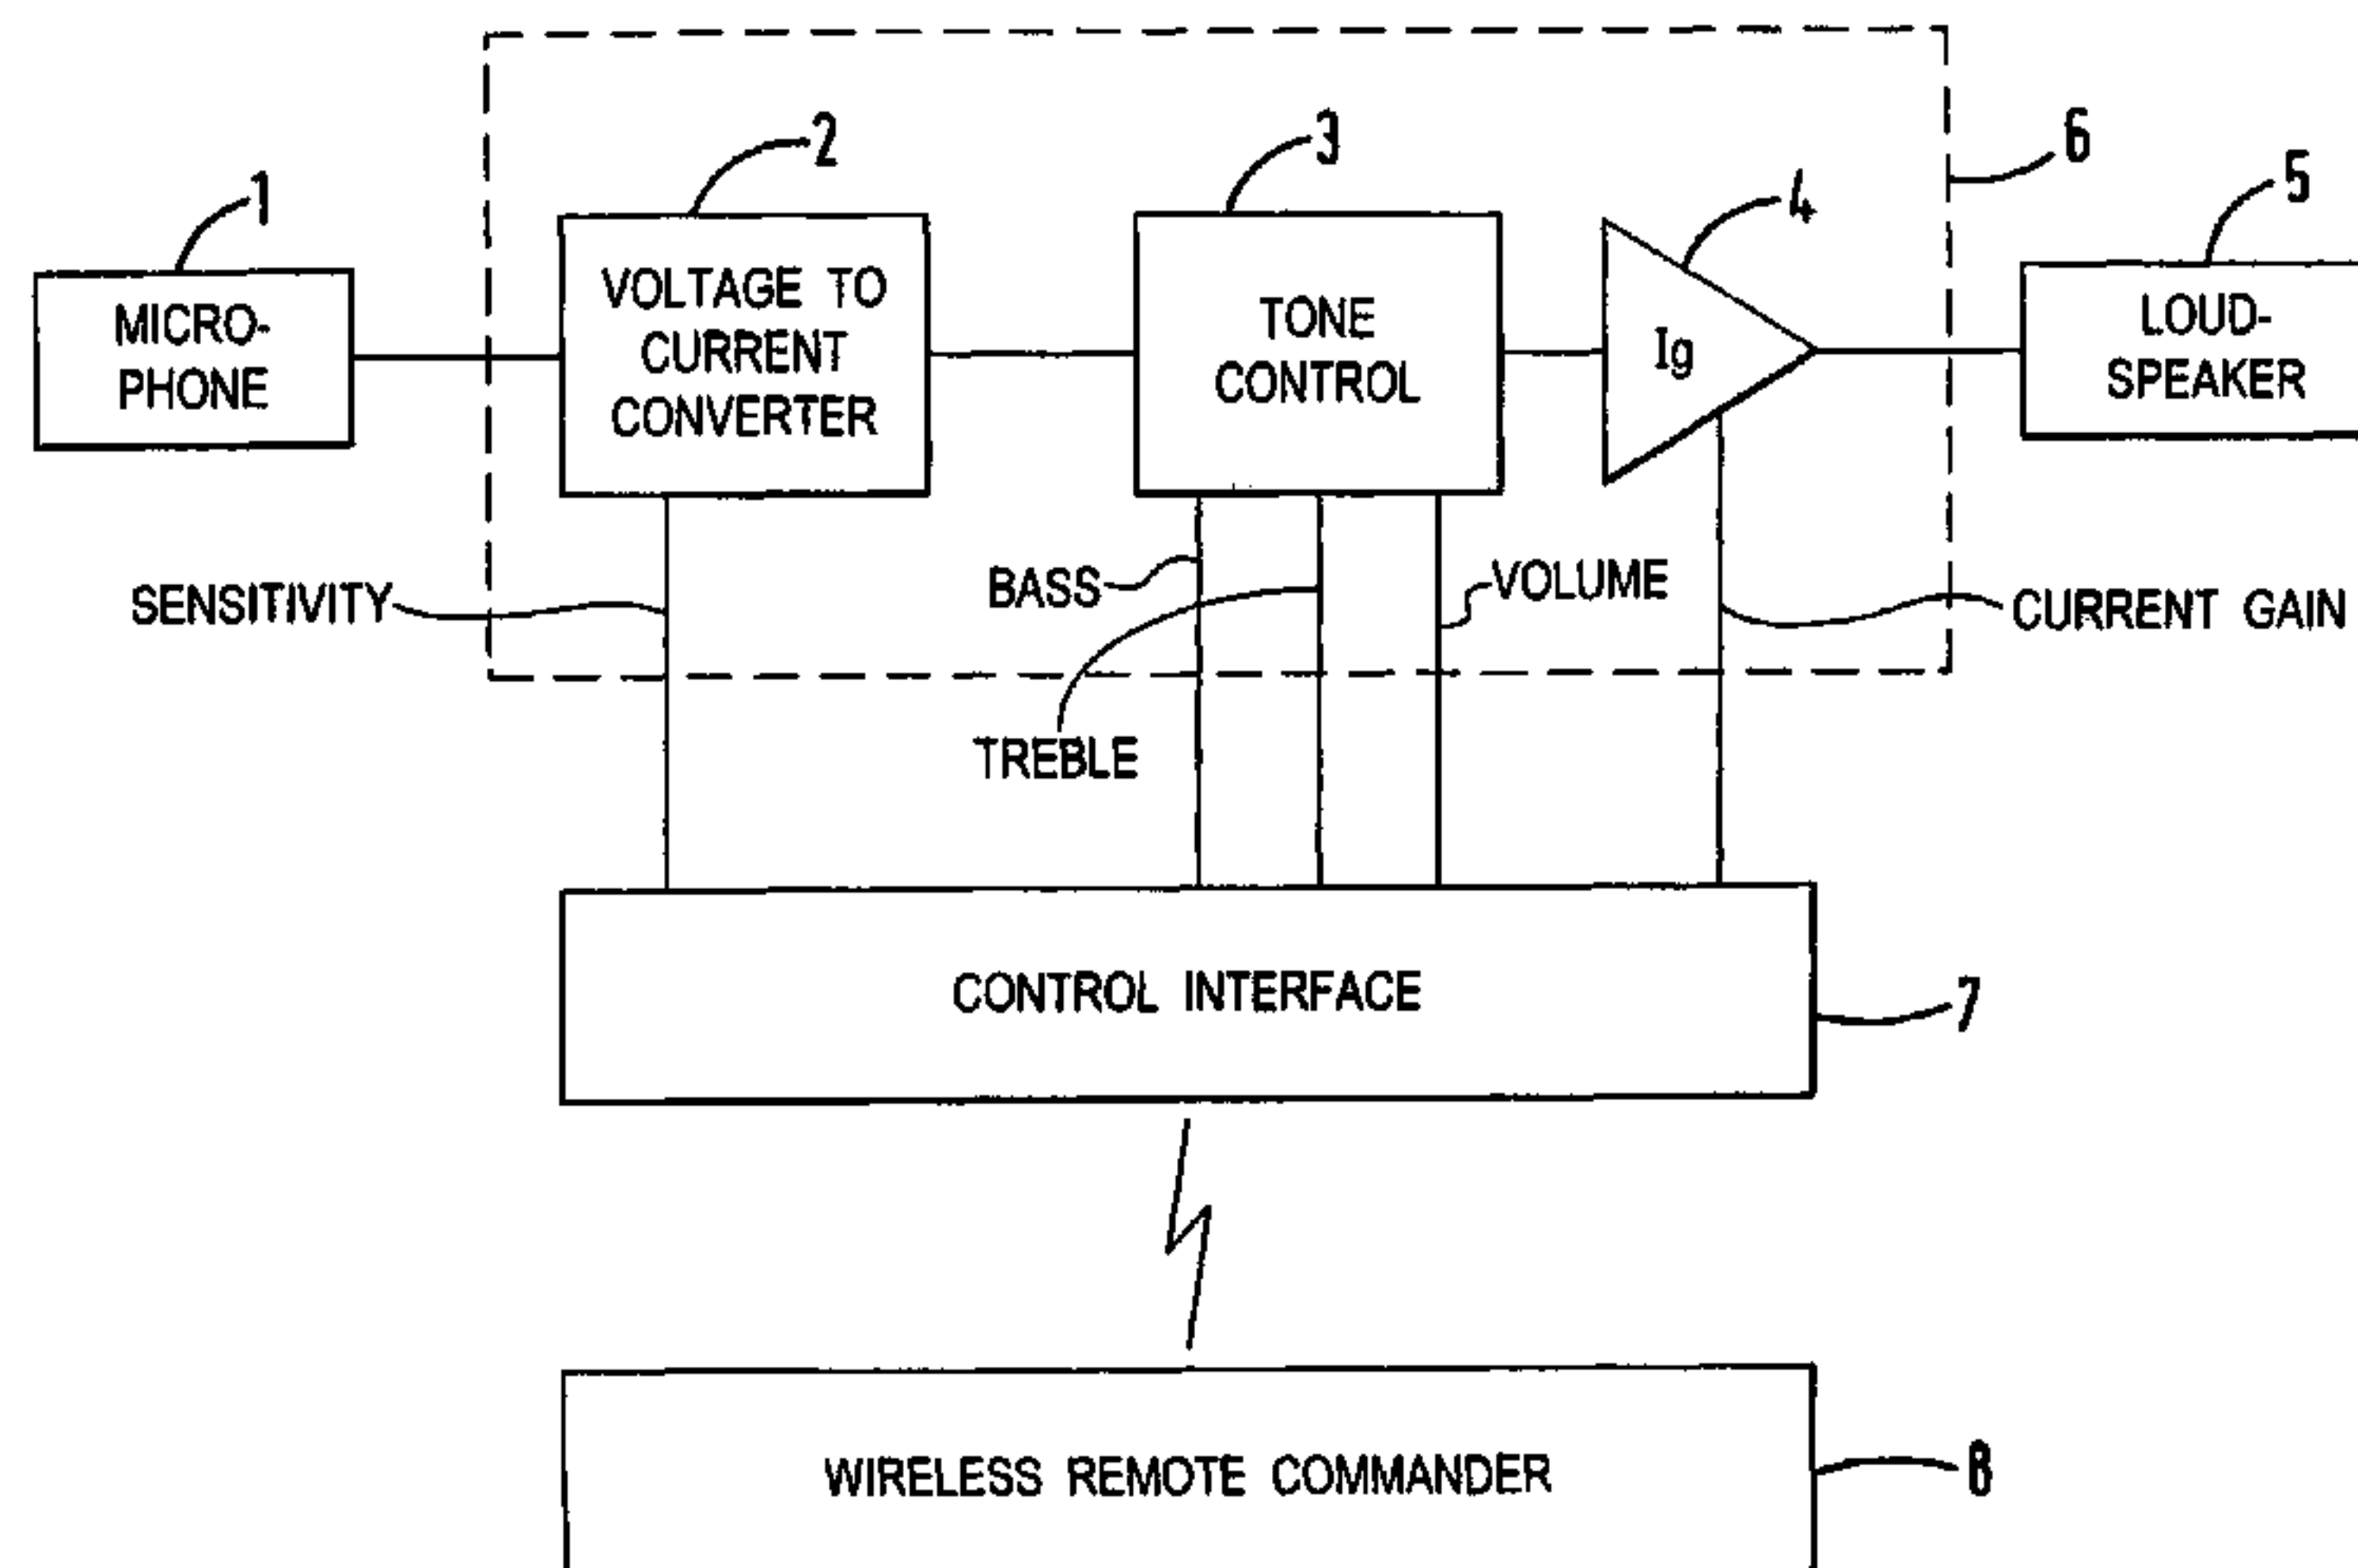 1
2
3
4
5
6
MICRO-
PHONE
VOLTAGE TO
CURRENT
CONVERTER
TONE
CONTROL
Ig
LOUD-
SPEAKER
SENSITIVITY
BASS
TREBLE
VOLUME
CURRENT GAIN
CONTROL INTERFACE
7
WIRELESS REMOTE COMMANDER
8